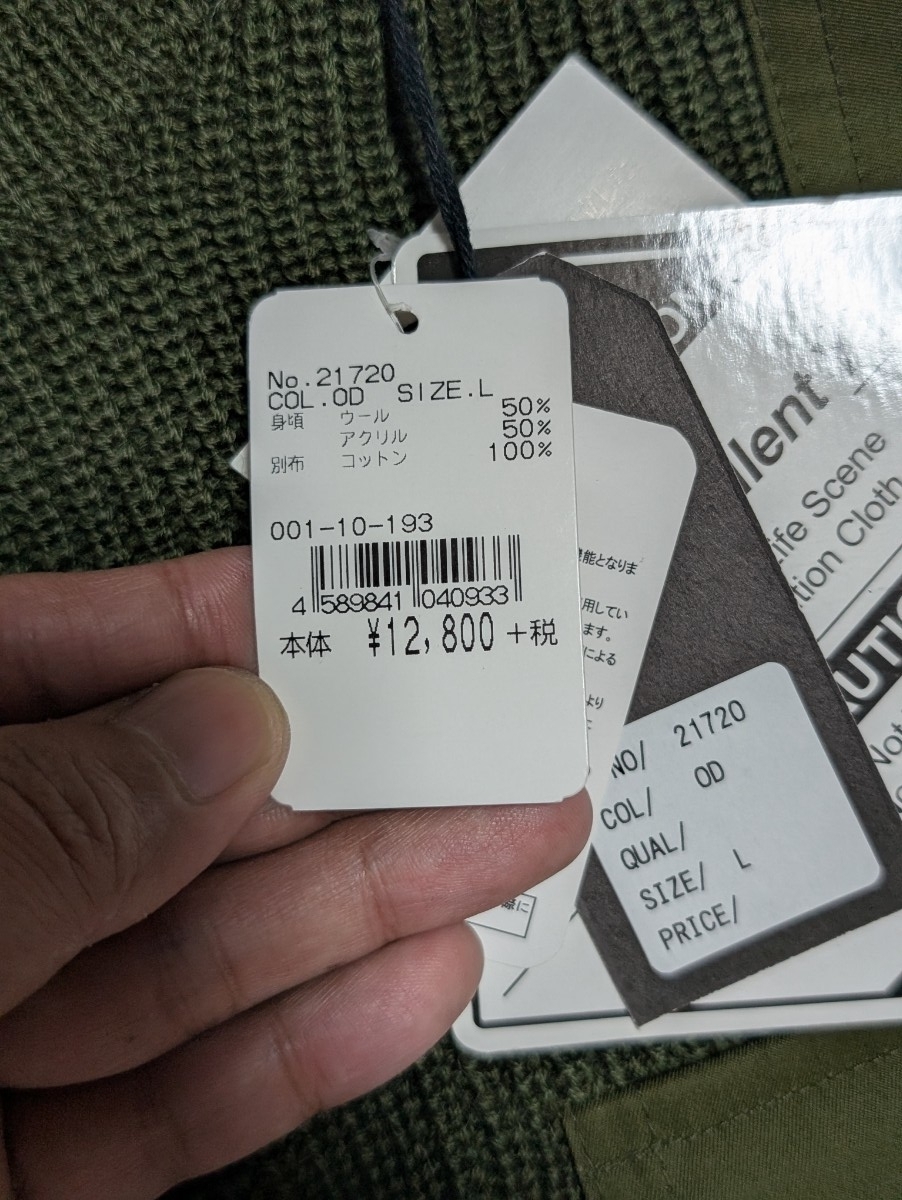 No.21720
COL.OD SIZE.L
身頃 ウール 50%
アクリル 50%
別布 コットン 100%
001-10-193
4 589841 040933
本体 ¥12,800 +税
能となりま
用してい
ます。
による
より
際に
llent
ife Scene
tion Cloth
UTI
Not
NO/ 21720
COL/ OD
QUAL/
SIZE/ L
PRICE/